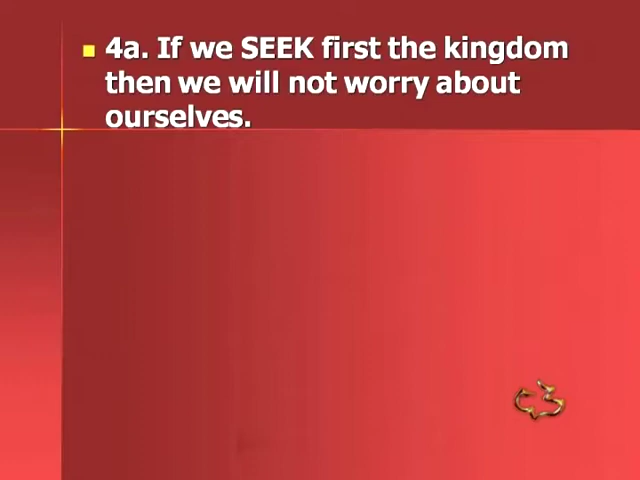 4a. If we SEEK first the kingdom
then we will not worry about
ourselves.